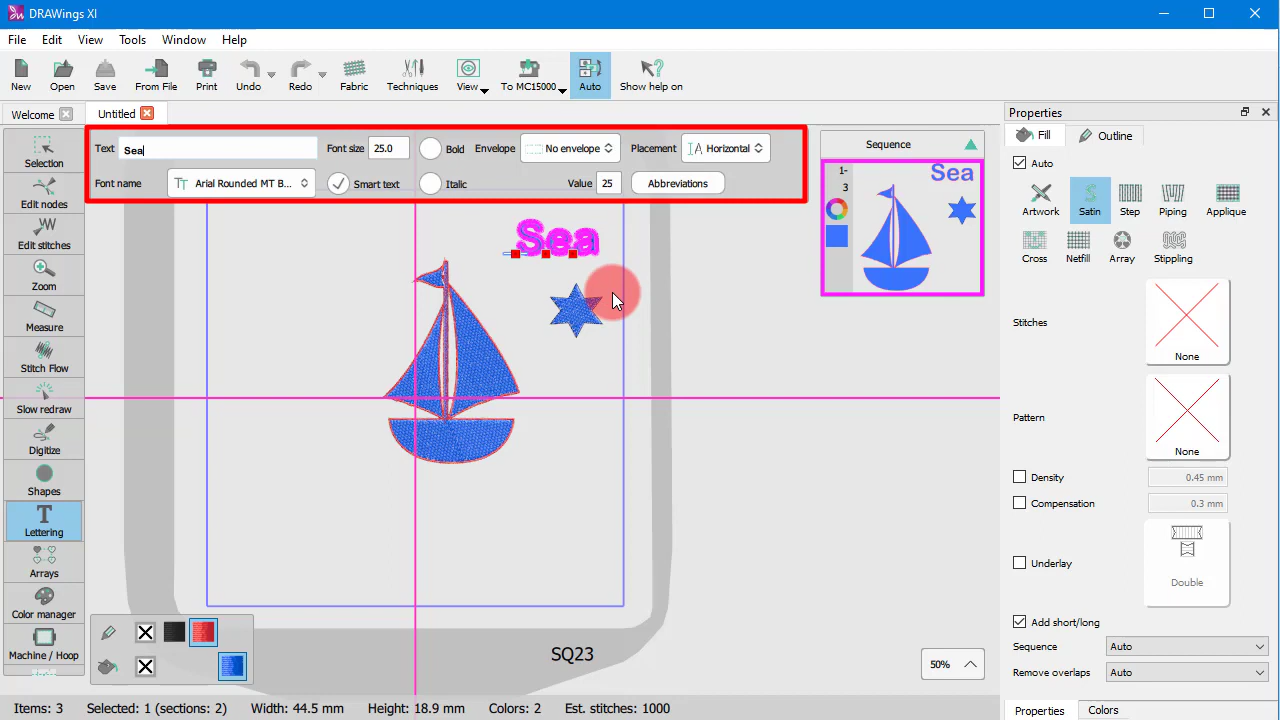 DRAWings XI
File Edit View Tools Window Help
New Open Save From File Print Undo Redo Fabric Techniques View To MC15000 Auto Show help on
Welcome Untitled
Text Sea Font size 25.0 Bold Envelope No envelope Placement Horizontal
Font name Arial Rounded MT B... Smart text Italic Value 25 Abbreviations
Selection
Edit nodes
Edit stitches
Zoom
Measure
Stitch Flow
Slow redraw
Digitize
Shapes
Lettering
Arrays
Color manager
Machine / Hoop
Sea
SQ23
50%
Sequence
1-
3
Sea
Properties
Fill Outline
Auto
Artwork Satin Step Piping Applique
Cross Netfill Array Stippling
Stitches None
Pattern None
Density 0.45 mm
Compensation 0.3 mm
Underlay Double
Add short/long
Sequence Auto
Remove overlaps Auto
Properties Colors
Items: 3 Selected: 1 (sections: 2) Width: 44.5 mm Height: 18.9 mm Colors: 2 Est. stitches: 1000